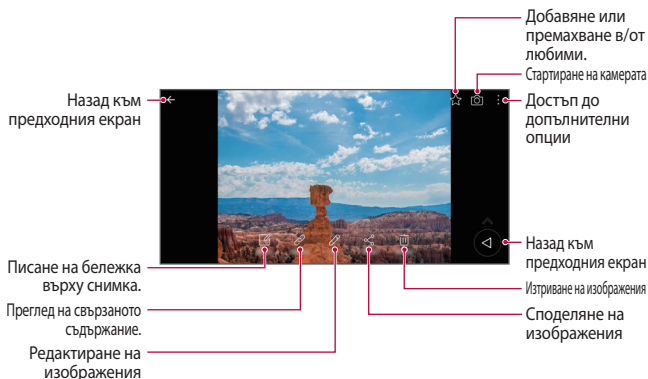 Добавяне или
премахване в/от
любими.
Стартиране на камерата
Назад към
предходния екран
Достъп до
допълнителни
опции
Назад към
предходния екран
Писане на бележка
върху снимка.
Изтриване на изображения
Преглед на свързаното
съдържание.
Споделяне на
изображения
Редактиране на
изображения